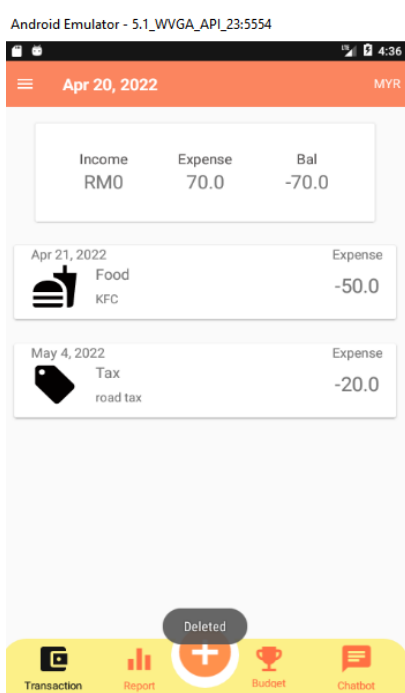 Android Emulator - 5.1_WVGA_API_23:5554
LTE 4:36
Apr 20, 2022 MYR
Income Expense Bal
RM0 70.0 -70.0
Apr 21, 2022 Expense
Food
-50.0
KFC
May 4, 2022 Expense
Tax
-20.0
road tax
Deleted
Transaction Report Budget Chatbot